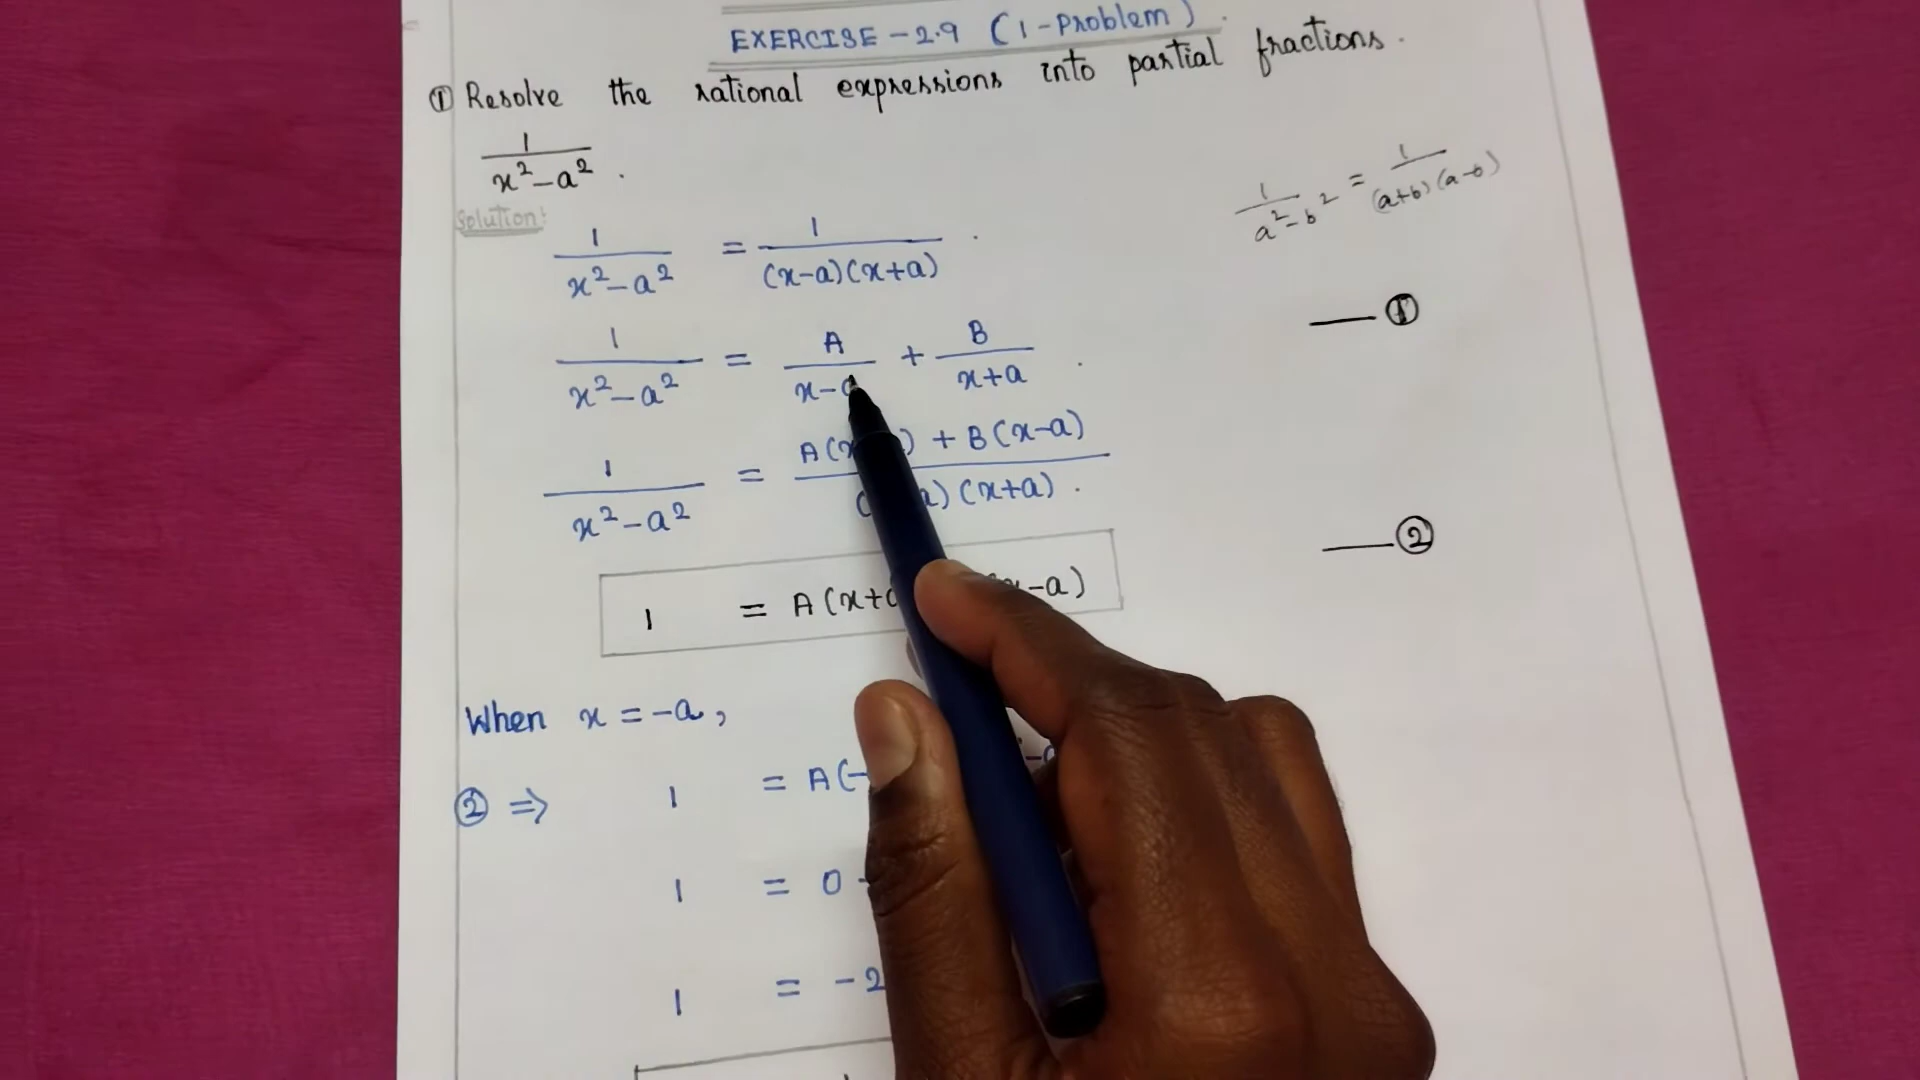 EXERCISE - 2.9 (1-Problem).
① Resolve the rational expressions into partial fractions.
1/(x²-a²) .
Solution:
1/(x²-a²) = 1/((x-a)(x+a)) .
1/(a²-b²) = 1/((a+b)(a-b))
1/(x²-a²) = A/(x-a) + B/(x+a) . —— ①
1/(x²-a²) = (A(x ) + B(x-a))/(( a)(x+a)) .
1 = A(x+a x-a) —— ②
When x = -a,
② ⇒ 1 = A(-
1 = 0
1 = -2